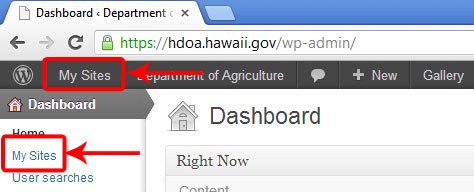 Dashboard ‹ Department o
https://hdoa.hawaii.gov/wp-admin/
My Sites Department of Agriculture + New Gallery
Dashboard
Home
My Sites
User searches
Dashboard
Right Now
Content